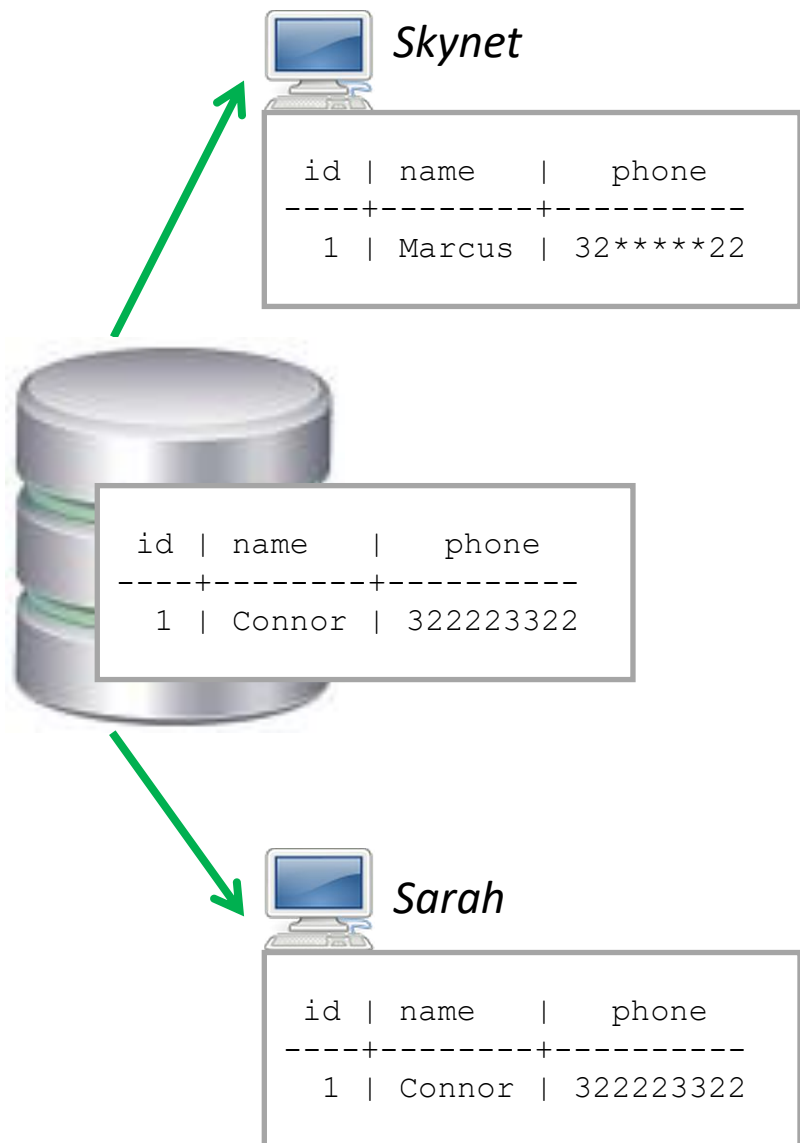 Skynet
id | name   |   phone
----+--------+----------
1 | Marcus | 32*****22
id | name   |   phone
----+--------+----------
1 | Connor | 322223322
Sarah
id | name   |   phone
----+--------+----------
1 | Connor | 322223322